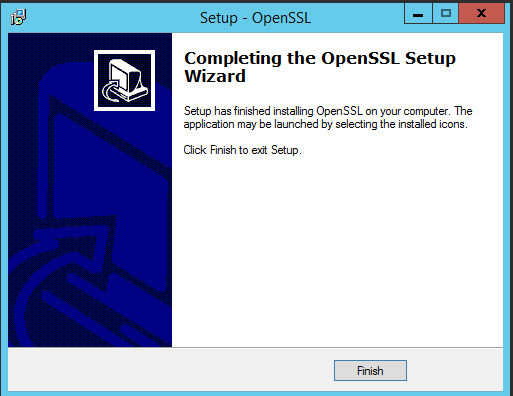 Setup - OpenSSL
Completing the OpenSSL Setup
Wizard
Setup has finished installing OpenSSL on your computer. The
application may be launched by selecting the installed icons.
Click Finish to exit Setup.
Finish